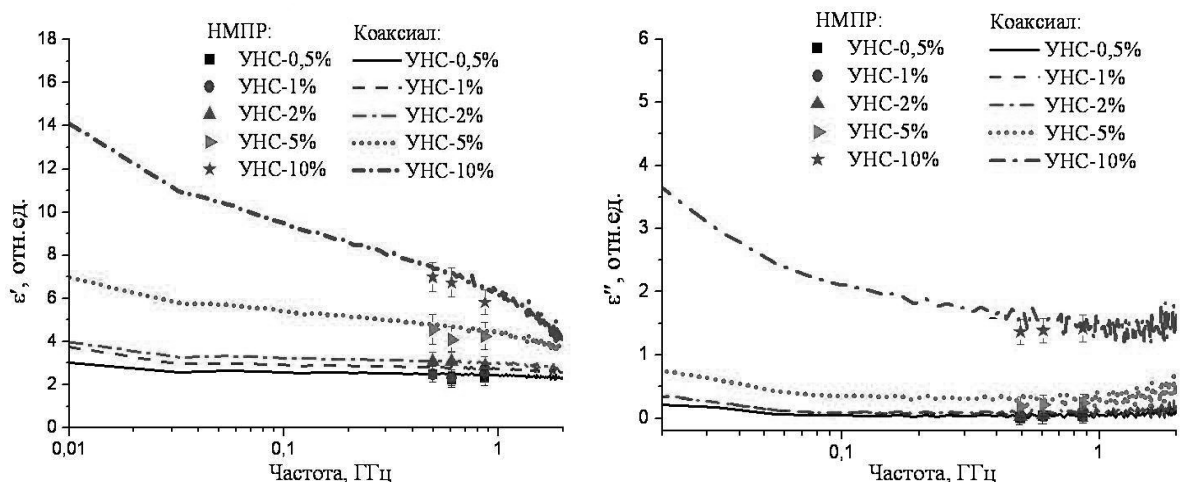 НМПР: Коаксиал:
УНС-0,5% УНС-0,5%
УНС-1% УНС-1%
УНС-2% УНС-2%
УНС-5% УНС-5%
УНС-10% УНС-10%
18
16
14
12
10
8
6
4
2
0
ε′, отн.ед.
0,01 0,1 1
Частота, ГГц
НМПР: Коаксиал:
УНС-0,5% УНС-0,5%
УНС-1% УНС-1%
УНС-2% УНС-2%
УНС-5% УНС-5%
УНС-10% УНС-10%
6
5
4
3
2
1
0
ε″, отн.ед.
0,1 1
Частота, ГГц